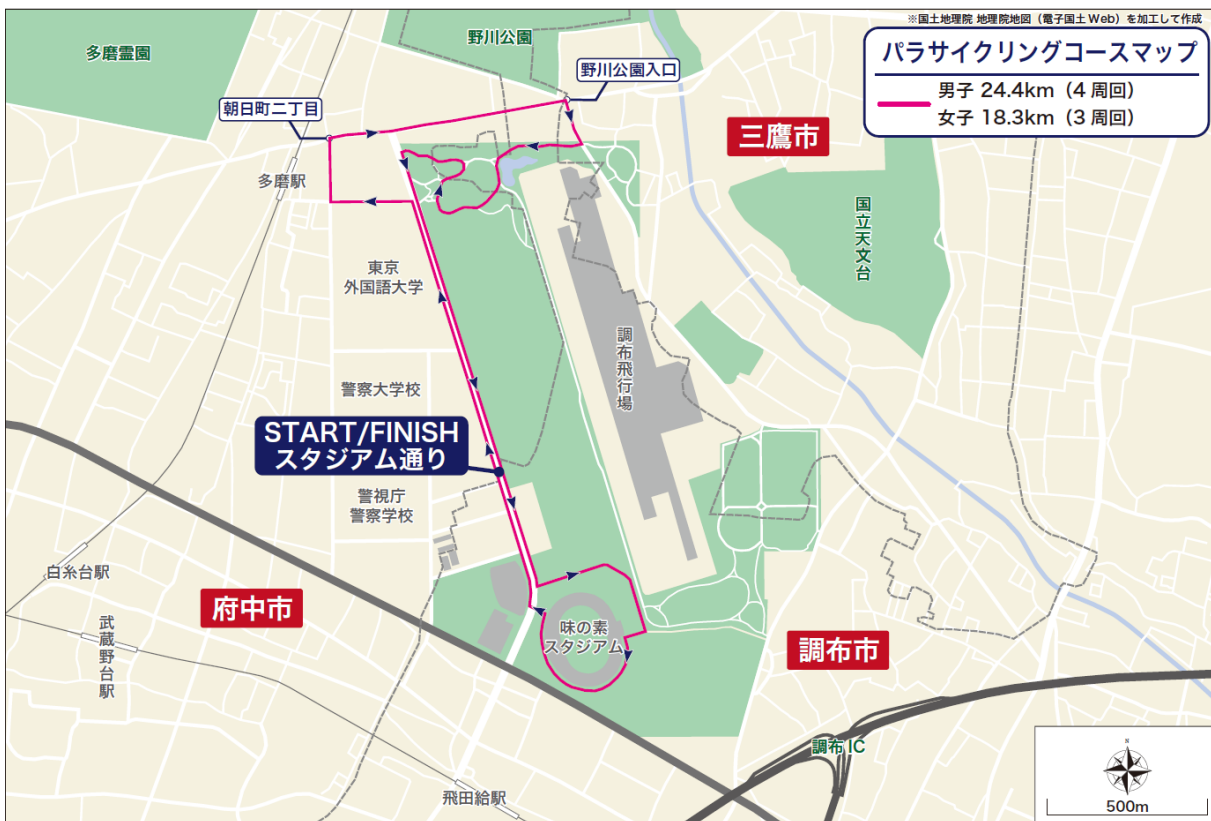 ※国土地理院 地理院地図（電子国土Web）を加工して作成
パラサイクリングコースマップ
男子 24.4km（4周回）
女子 18.3km（3周回）
多磨霊園
野川公園
野川公園入口
朝日町二丁目
三鷹市
多磨駅
国立天文台
東京
外国語大学
調布飛行場
警察大学校
START/FINISH
スタジアム通り
警視庁
警察学校
白糸台駅
府中市
武蔵野台駅
味の素
スタジアム
調布市
調布IC
飛田給駅
N
500m